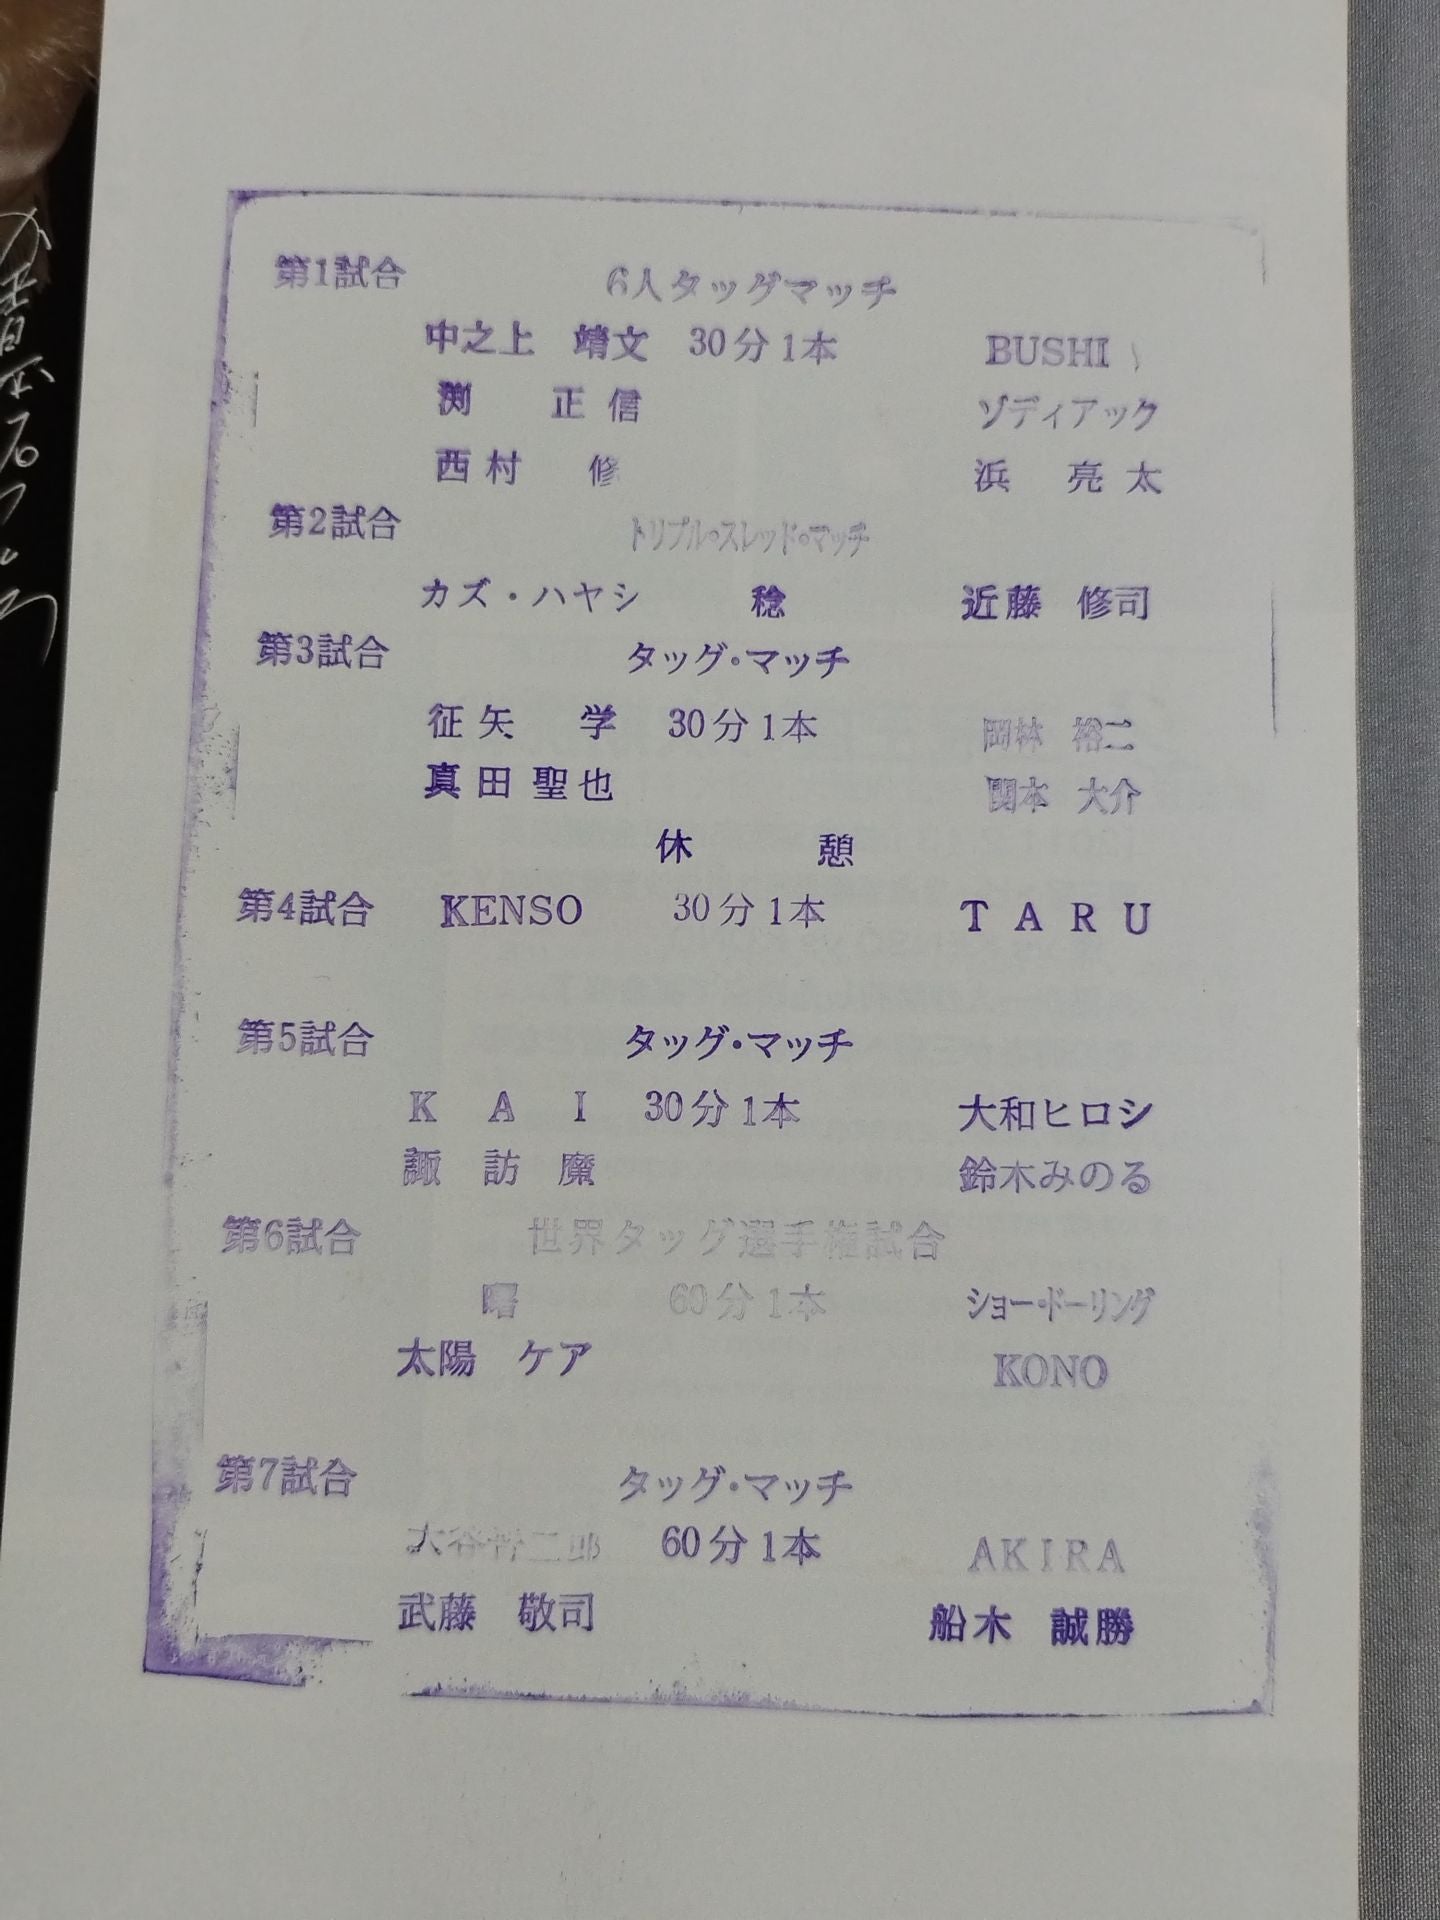 第1試合 6人タッグマッチ
中之上 靖文 30分1本 BUSHI
渕 正信 ゾディアック
西村 修 浜 亮太
第2試合 トリプル・スレッド・マッチ
カズ・ハヤシ 稔 近藤 修司
第3試合 タッグ・マッチ
征矢 学 30分1本 岡林 裕二
真田聖也 関本 大介
休憩
第4試合 KENSO 30分1本 TARU
第5試合 タッグ・マッチ
KAI 30分1本 大和ヒロシ
諏訪魔 鈴木みのる
第6試合 世界タッグ選手権試合
曙 60分1本 ショー・ドーリング
太陽 ケア KONO
第7試合 タッグ・マッチ
大谷晋二郎 60分1本 AKIRA
武藤 敬司 船木 誠勝